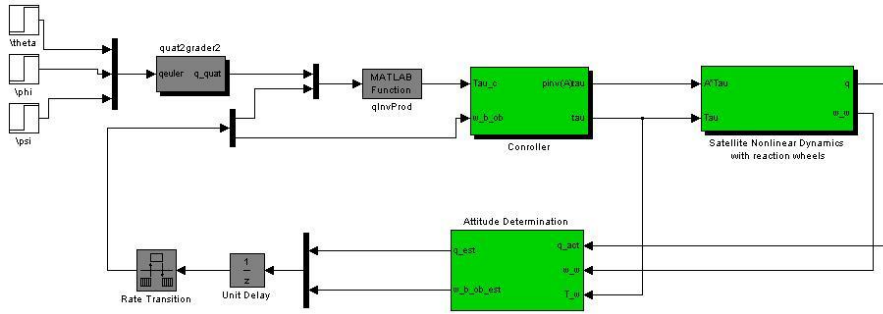 \theta
\phi
\psi
quat2grader2
qeuler
q_quat
MATLAB
Function
qInvProd
Tau_c
pinv(A)tau
w_b_ob
tau
Conroller
A*Tau
q
Tau
w_w
Satellite Nonlinear Dynamics
with reaction wheels
Attitude Determination
q_est
q_act
w_w
w_b_ob_est
T_w
1
z
Rate Transition
Unit Delay